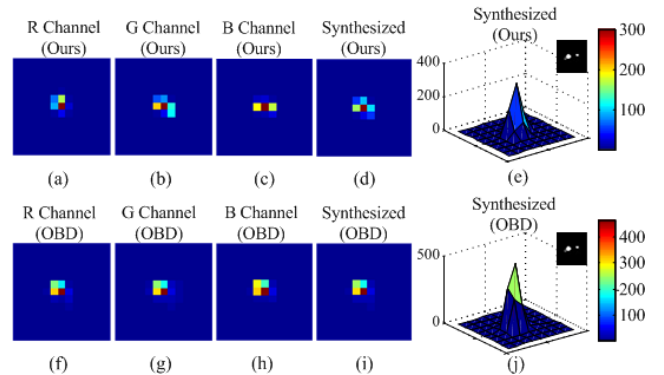 R Channel
(Ours)
G Channel
(Ours)
B Channel
(Ours)
Synthesized
(Ours)
Synthesized
(Ours)
400
200
0
300
200
100
(a)
(b)
(c)
(d)
(e)
R Channel
(OBD)
G Channel
(OBD)
B Channel
(OBD)
Synthesized
(OBD)
Synthesized
(OBD)
500
0
400
300
200
100
(f)
(g)
(h)
(i)
(j)